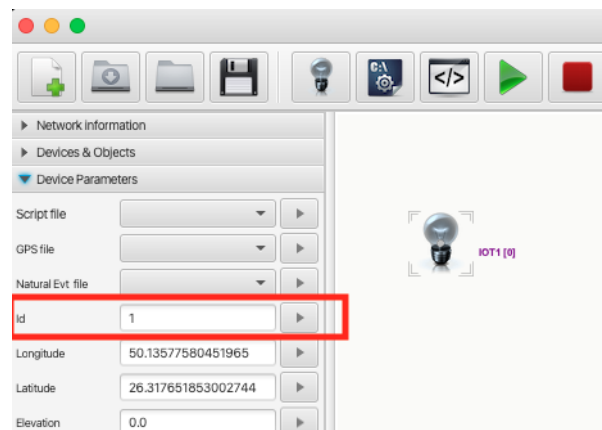 C:\
</>
Network information
Devices & Objects
Device Parameters
Script file
GPS file
Natural Evt file
Id 1
Longitude 50.13577580451965
Latitude 26.317651853002744
Elevation 0.0
IOT1 [0]